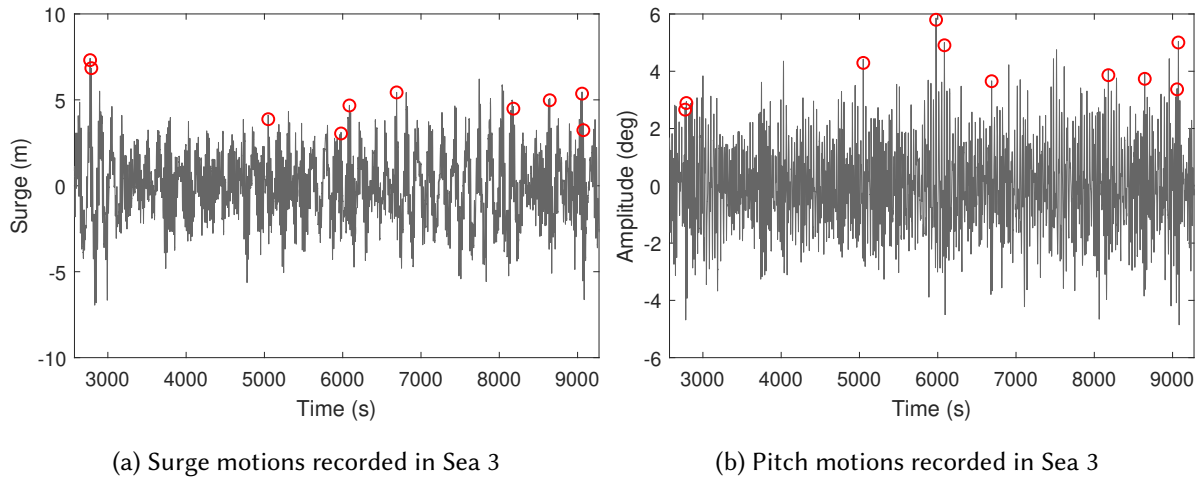 10
5
0
-5
-10
Surge (m)
3000 4000 5000 6000 7000 8000 9000
Time (s)
(a) Surge motions recorded in Sea 3
6
4
2
0
-2
-4
-6
Amplitude (deg)
3000 4000 5000 6000 7000 8000 9000
Time (s)
(b) Pitch motions recorded in Sea 3